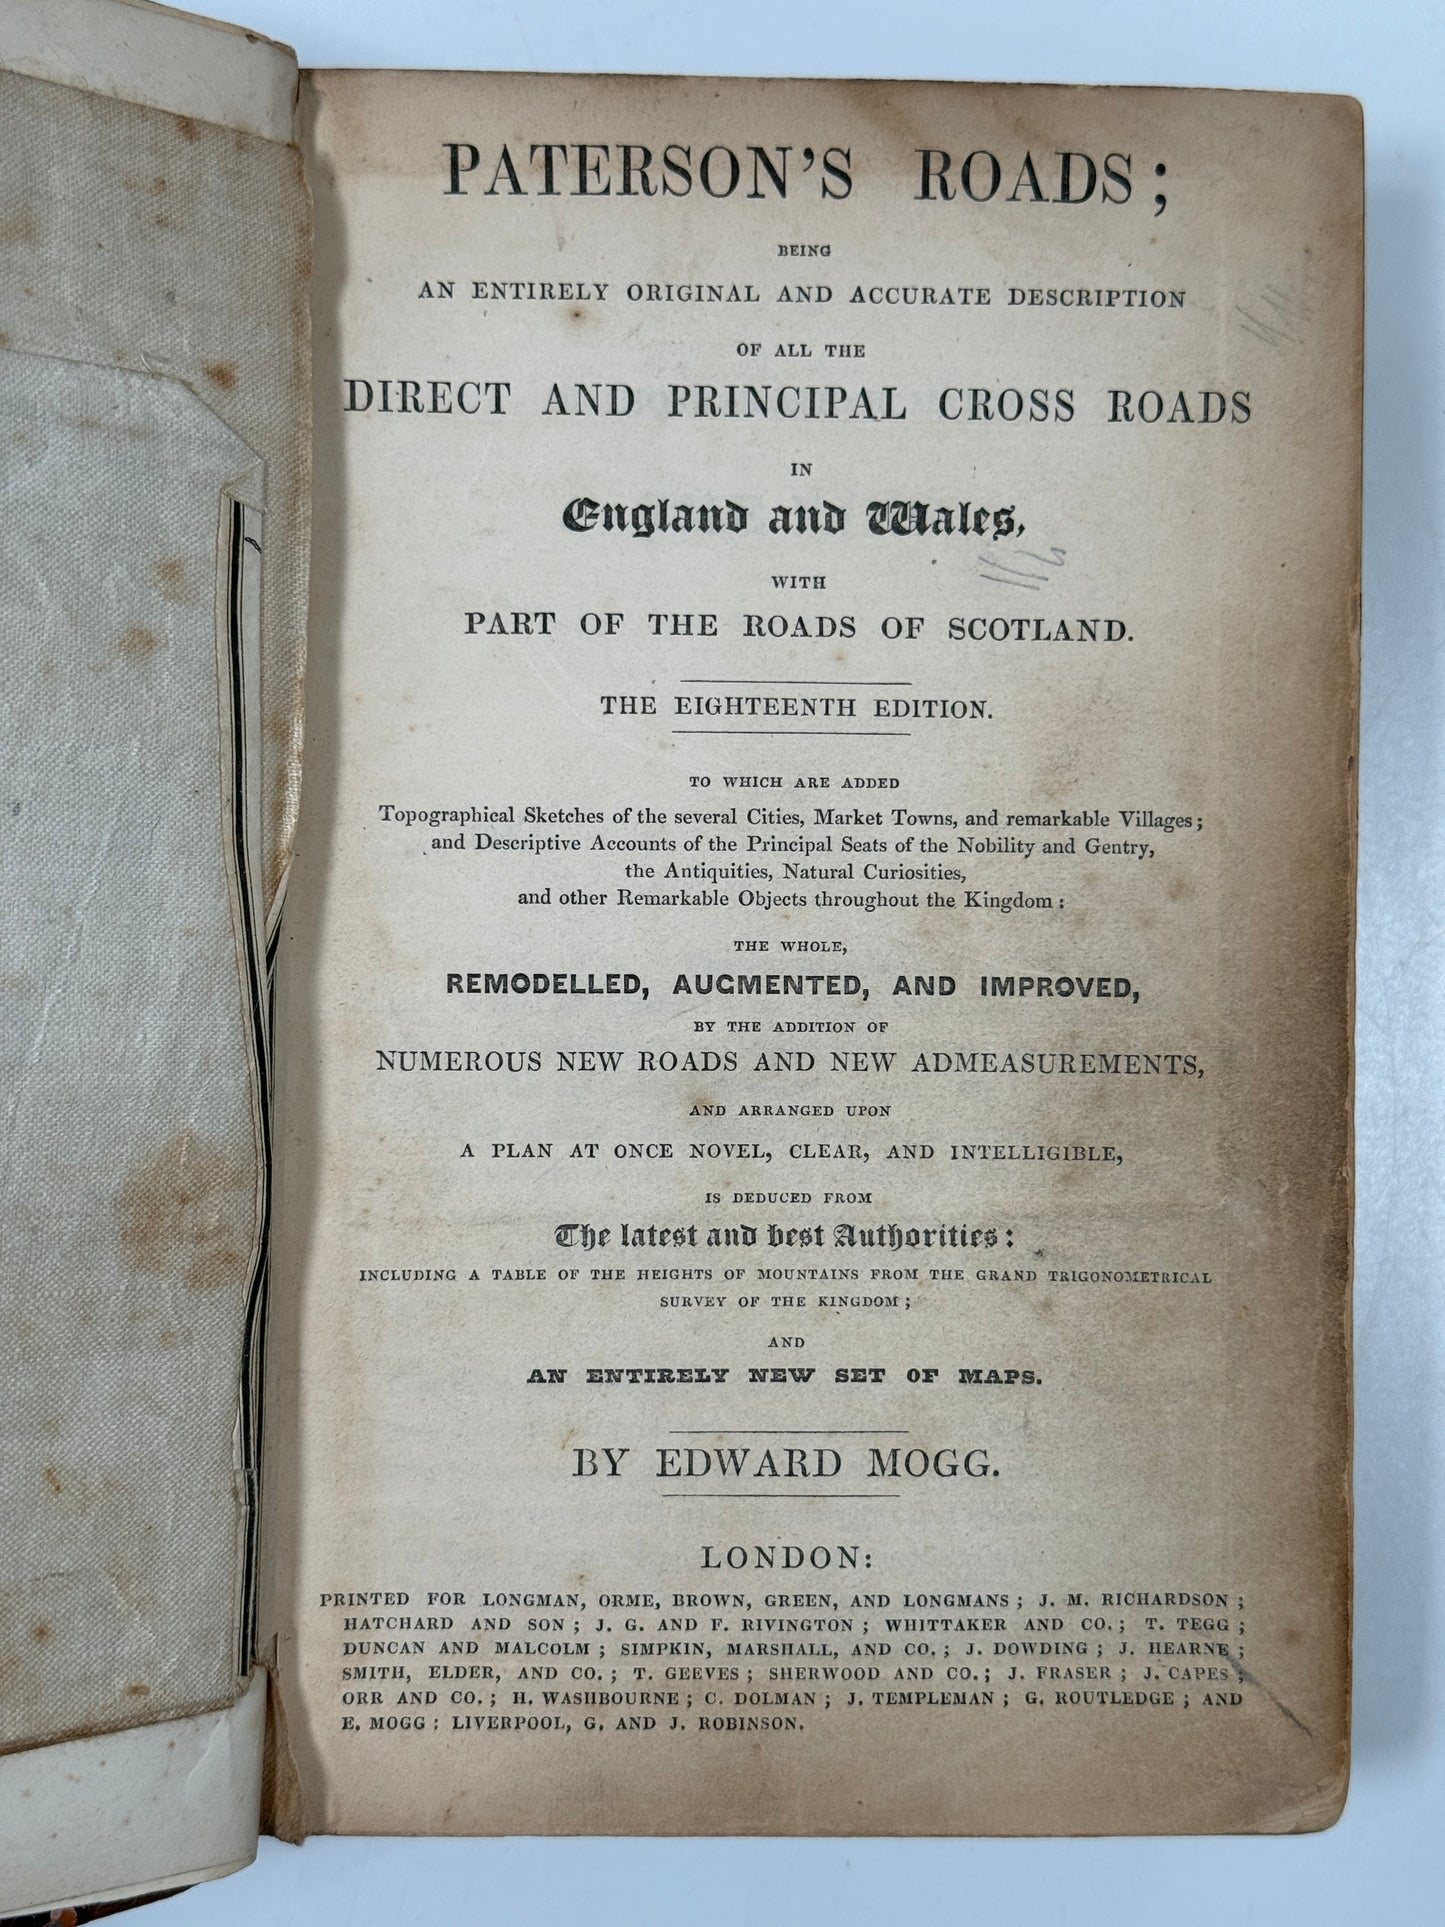 PATERSON'S ROADS;
BEING
AN ENTIRELY ORIGINAL AND ACCURATE DESCRIPTION
OF ALL THE
DIRECT AND PRINCIPAL CROSS ROADS
IN
England and Wales,
WITH
PART OF THE ROADS OF SCOTLAND.
THE EIGHTEENTH EDITION.
TO WHICH ARE ADDED
Topographical Sketches of the several Cities, Market Towns, and remarkable Villages;
and Descriptive Accounts of the Principal Seats of the Nobility and Gentry,
the Antiquities, Natural Curiosities,
and other Remarkable Objects throughout the Kingdom:
THE WHOLE,
REMODELLED, AUGMENTED, AND IMPROVED,
BY THE ADDITION OF
NUMEROUS NEW ROADS AND NEW ADMEASUREMENTS,
AND ARRANGED UPON
A PLAN AT ONCE NOVEL, CLEAR, AND INTELLIGIBLE,
IS DEDUCED FROM
The latest and best Authorities:
INCLUDING A TABLE OF THE HEIGHTS OF MOUNTAINS FROM THE GRAND TRIGONOMETRICAL
SURVEY OF THE KINGDOM;
AND
AN ENTIRELY NEW SET OF MAPS.
BY EDWARD MOGG.
LONDON:
PRINTED FOR LONGMAN, ORME, BROWN, GREEN, AND LONGMANS; J. M. RICHARDSON;
HATCHARD AND SON; J. G. AND F. RIVINGTON; WHITTAKER AND CO.; T. TEGG;
DUNCAN AND MALCOLM; SIMPKIN, MARSHALL, AND CO.; J. DOWDING; J. HEARNE;
SMITH, ELDER, AND CO.; T. GEEVES; SHERWOOD AND CO.; J. FRASER; J. CAPES;
ORR AND CO.; H. WASHBOURNE; C. DOLMAN; J. TEMPLEMAN; G. ROUTLEDGE; AND
E. MOGG: LIVERPOOL, G. AND J. ROBINSON.